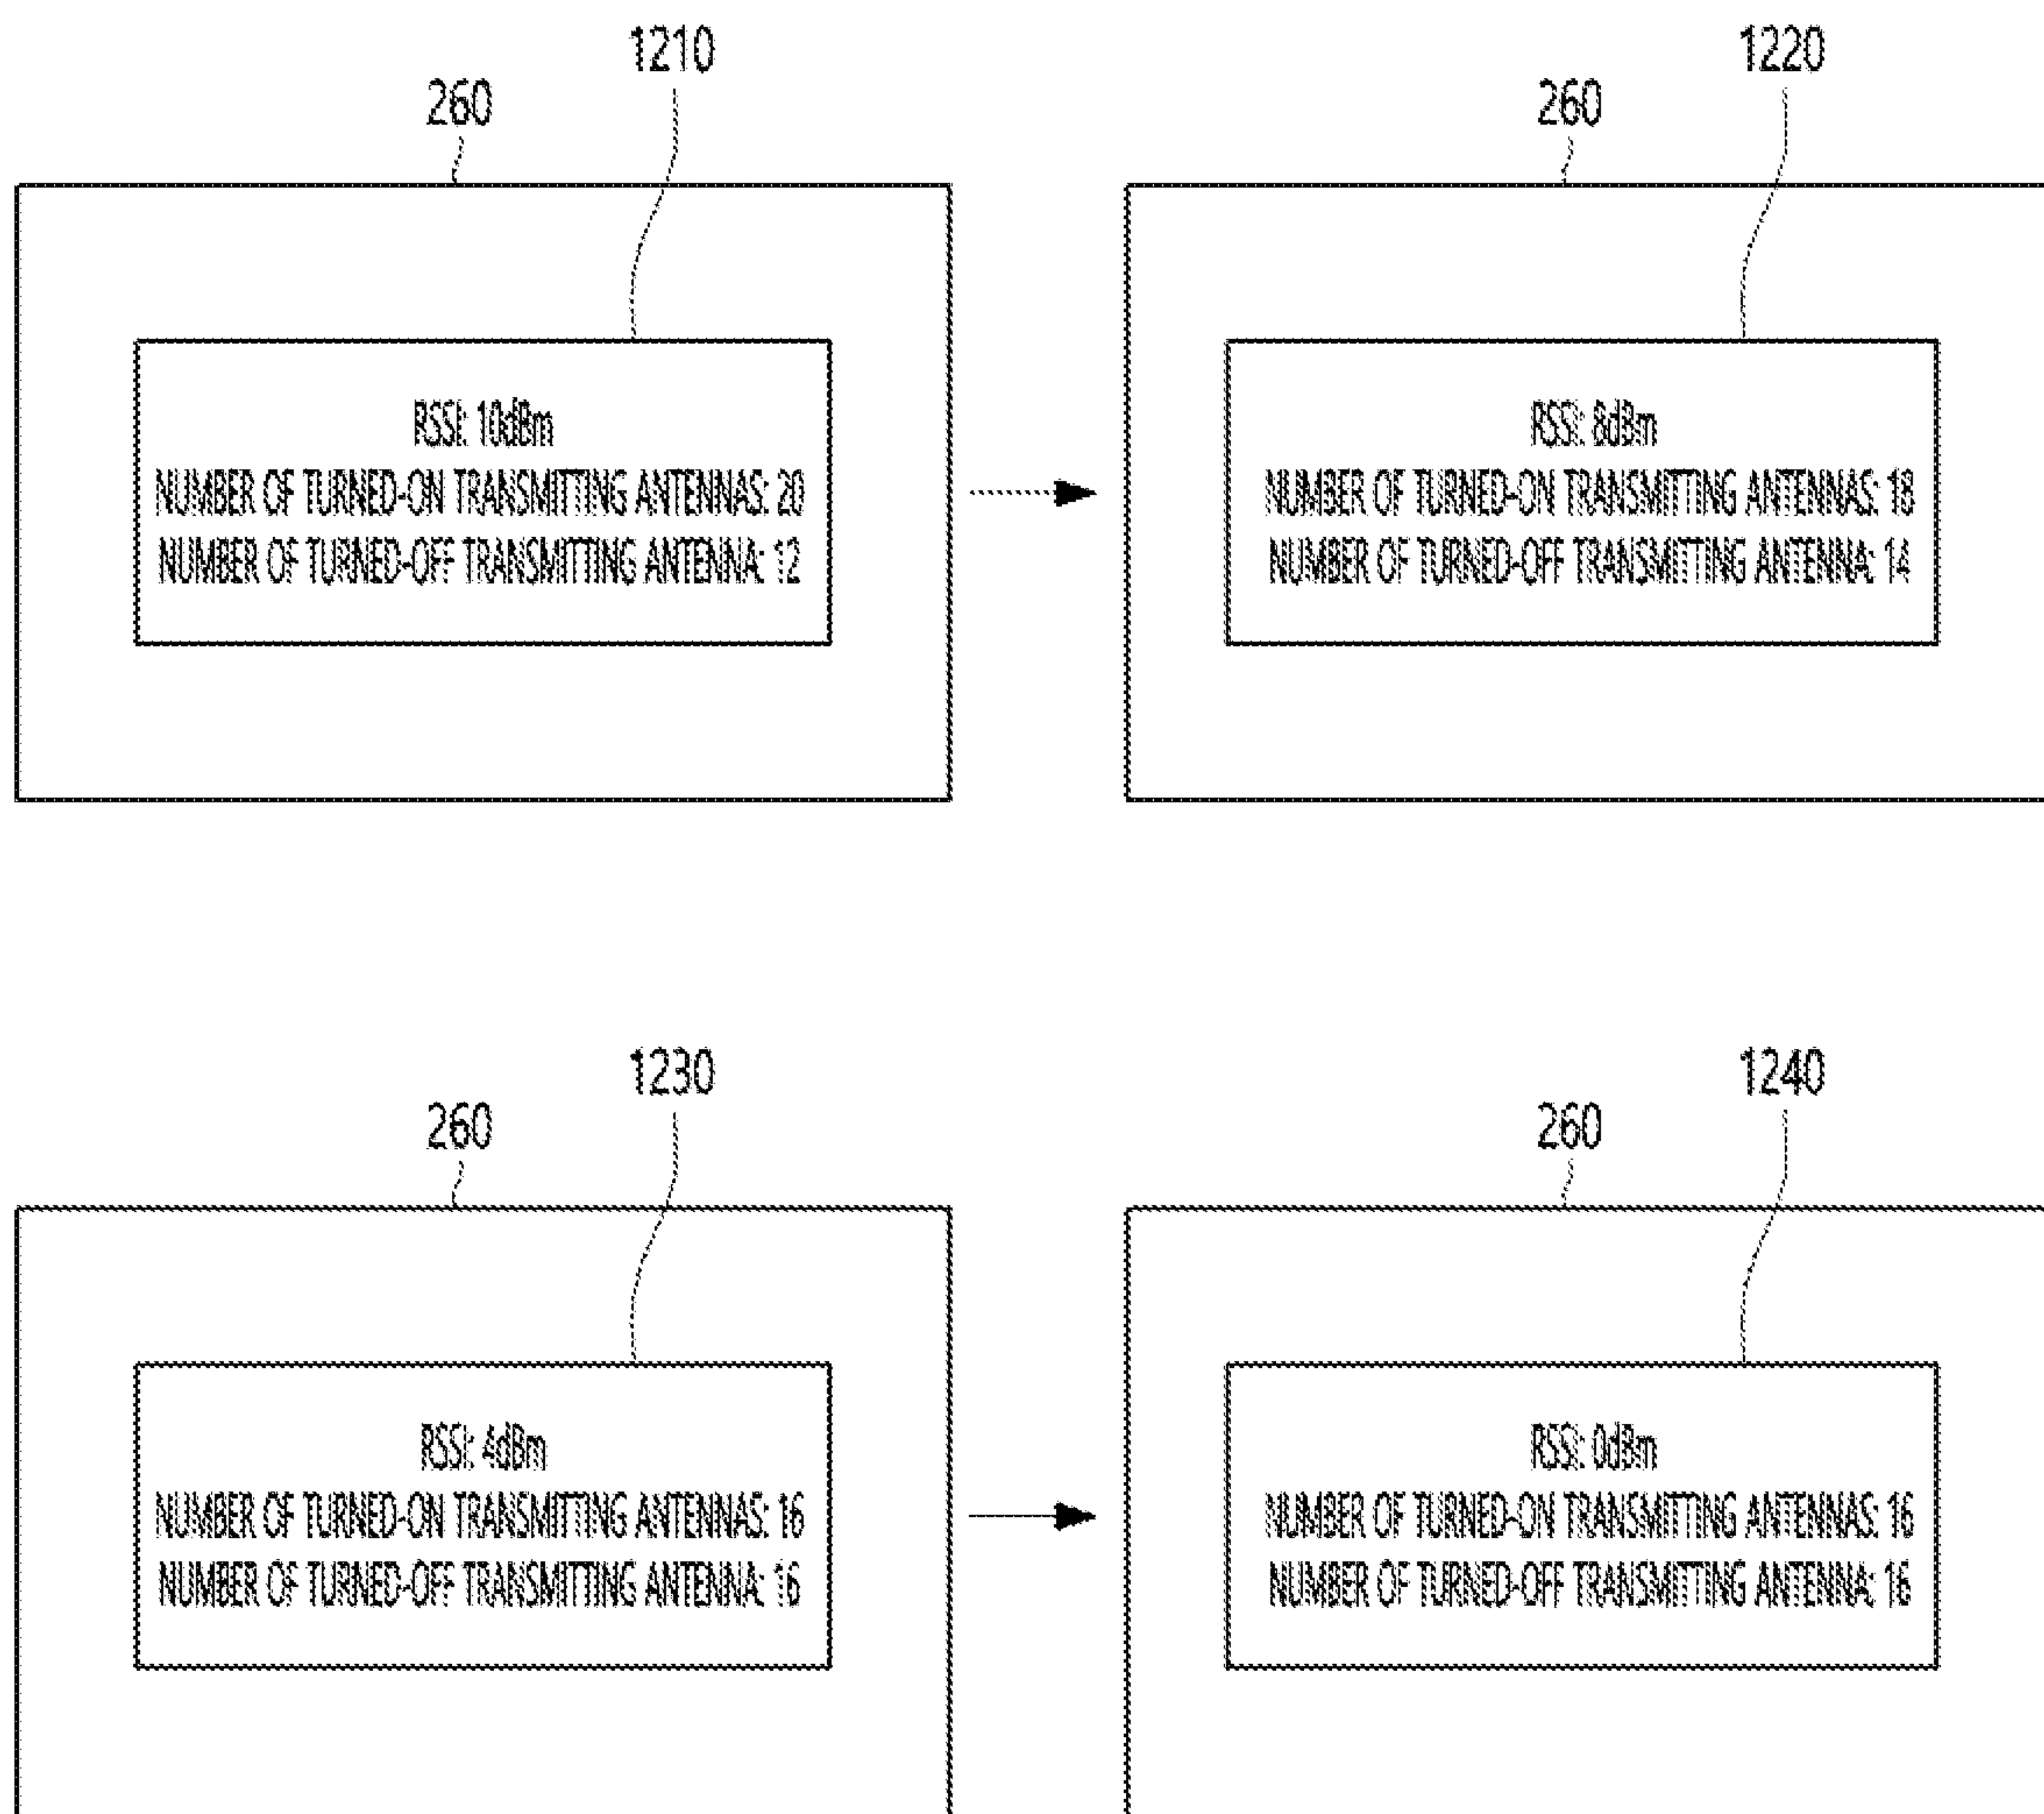 1210
1220
260
260
RSSI: 10dBm
NUMBER OF TURNED-ON TRANSMITTING ANTENNAS: 20
NUMBER OF TURNED-OFF TRANSMITTING ANTENNA: 12
RSSI: 8dBm
NUMBER OF TURNED-ON TRANSMITTING ANTENNAS: 18
NUMBER OF TURNED-OFF TRANSMITTING ANTENNA: 14
1230
1240
260
260
RSSI: 4dBm
NUMBER OF TURNED-ON TRANSMITTING ANTENNAS: 16
NUMBER OF TURNED-OFF TRANSMITTING ANTENNA: 16
RSSI: 0dBm
NUMBER OF TURNED-ON TRANSMITTING ANTENNAS: 16
NUMBER OF TURNED-OFF TRANSMITTING ANTENNA: 16